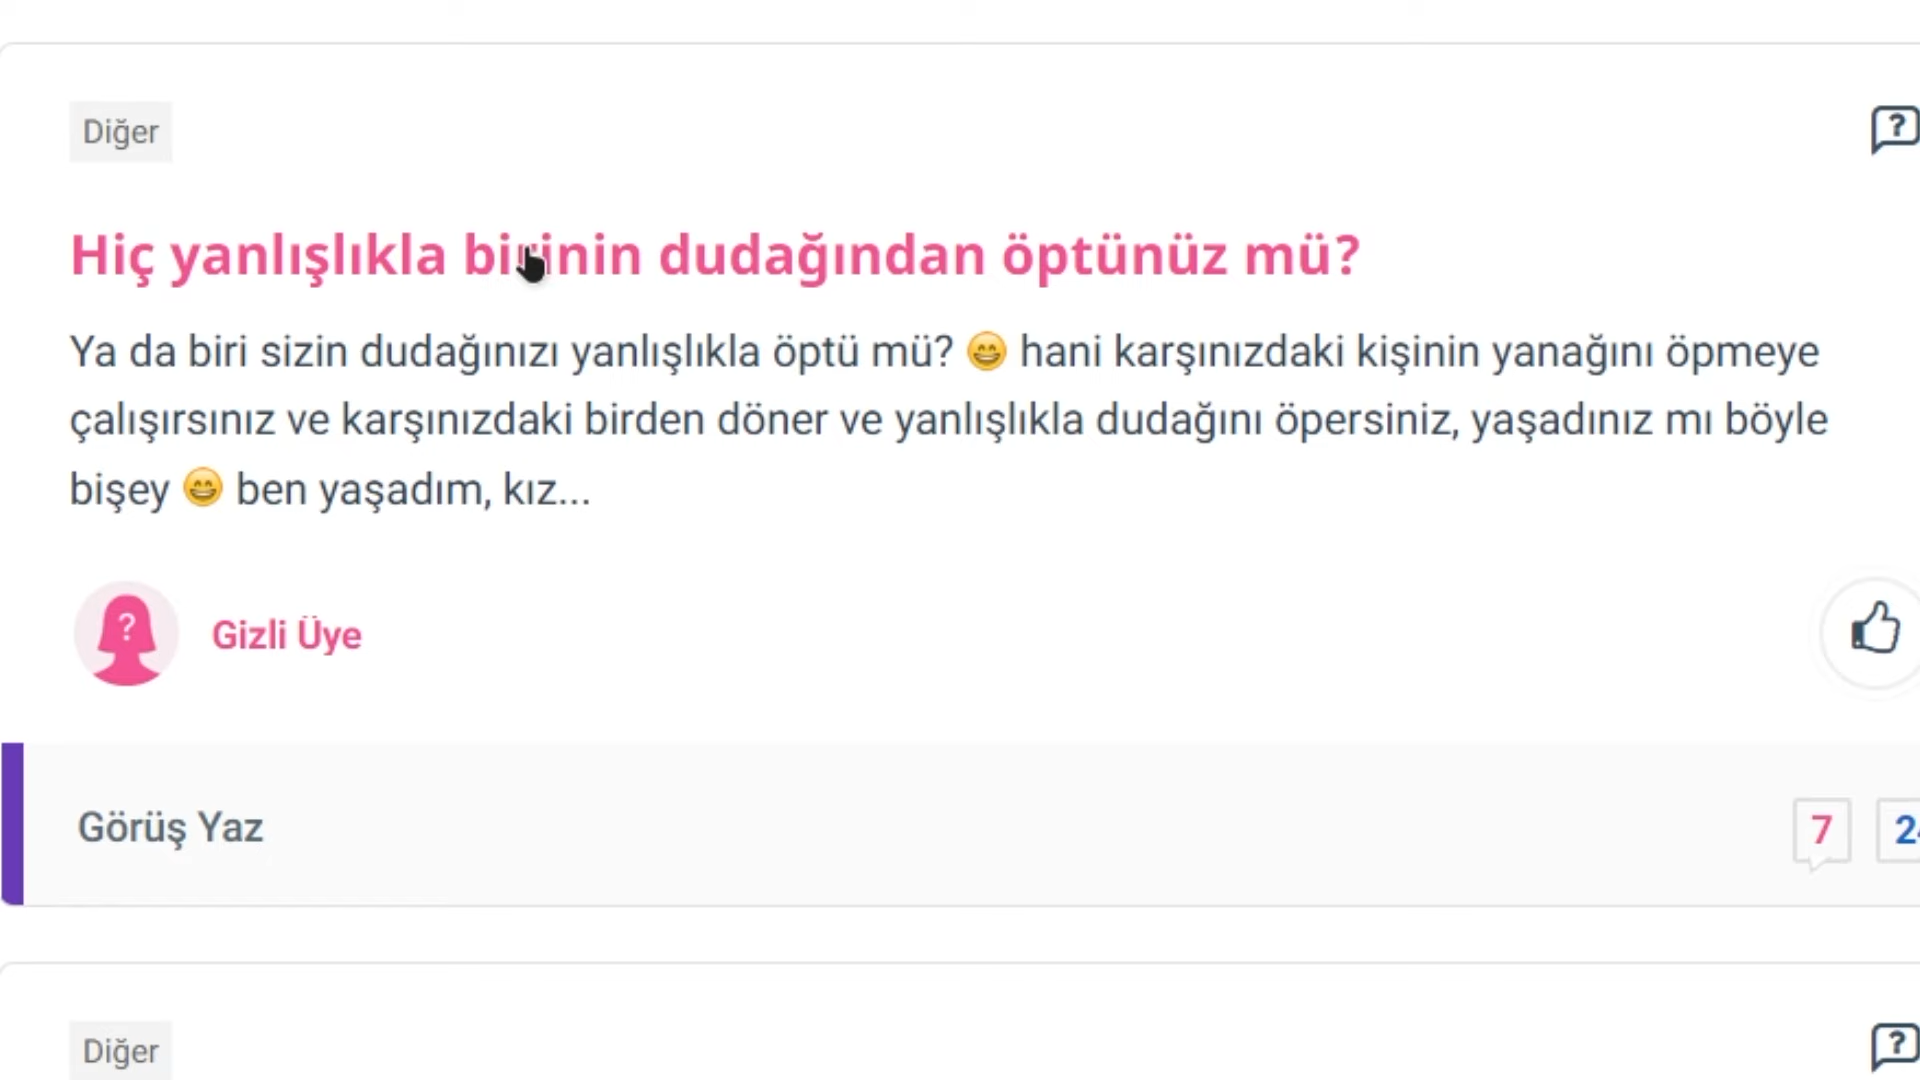 Diğer
Hiç yanlışlıkla birinin dudağından öptünüz mü?
Ya da biri sizin dudağınızı yanlışlıkla öptü mü? 😄 hani karşınızdaki kişinin yanağını öpmeye
çalışırsınız ve karşınızdaki birden döner ve yanlışlıkla dudağını öpersiniz, yaşadınız mı böyle
bişey 😄 ben yaşadım, kız...
Gizli Üye
Görüş Yaz
7
Diğer